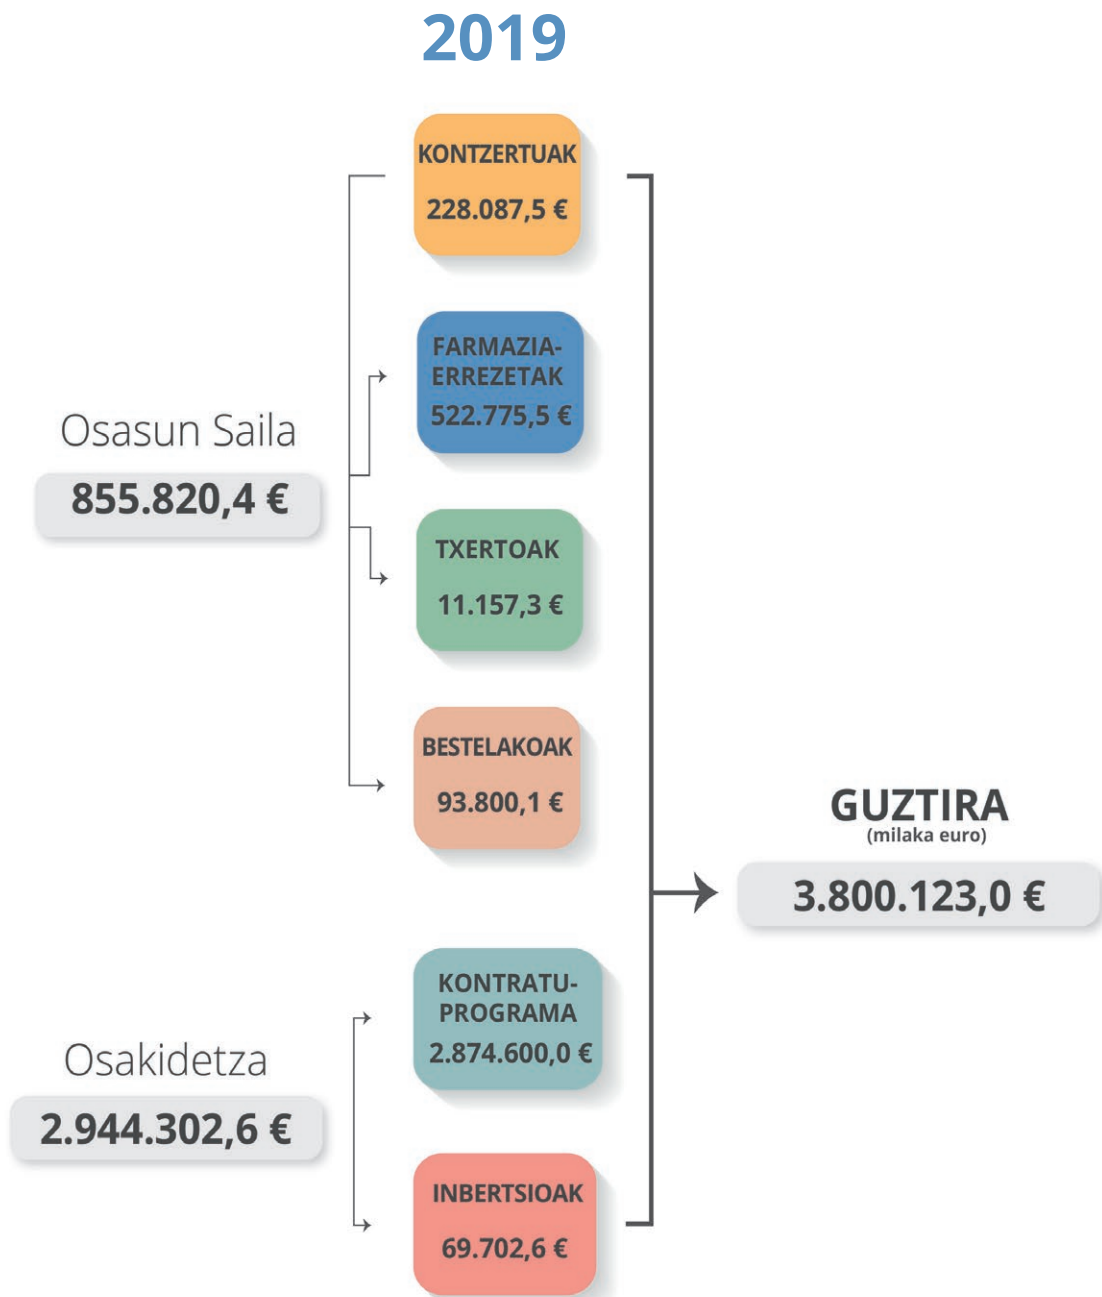 2019
KONTZERTUAK
228.087,5 €
FARMAZIA-
ERREZETAK
522.775,5 €
Osasun Saila
855.820,4 €
TXERTOAK
11.157,3 €
BESTELAKOAK
93.800,1 €
GUZTIRA
(milaka euro)
3.800.123,0 €
KONTRATU-
PROGRAMA
2.874.600,0 €
Osakidetza
2.944.302,6 €
INBERTSIOAK
69.702,6 €